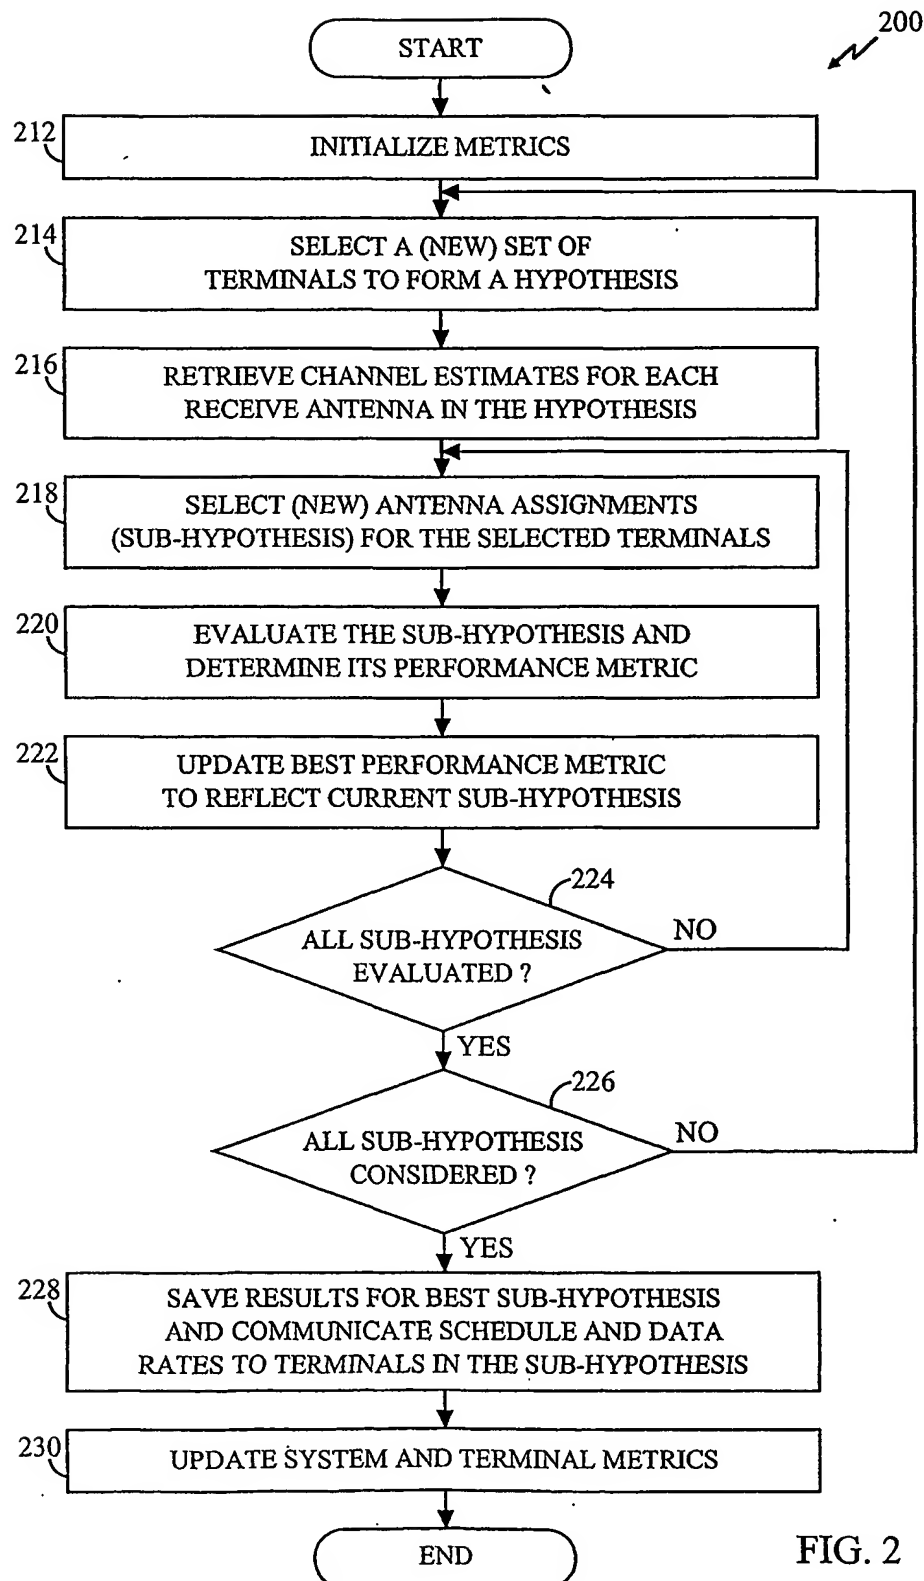 200
START
212
INITIALIZE METRICS
214
SELECT A (NEW) SET OF
TERMINALS TO FORM A HYPOTHESIS
216
RETRIEVE CHANNEL ESTIMATES FOR EACH
RECEIVE ANTENNA IN THE HYPOTHESIS
218
SELECT (NEW) ANTENNA ASSIGNMENTS
(SUB-HYPOTHESIS) FOR THE SELECTED TERMINALS
220
EVALUATE THE SUB-HYPOTHESIS AND
DETERMINE ITS PERFORMANCE METRIC
222
UPDATE BEST PERFORMANCE METRIC
TO REFLECT CURRENT SUB-HYPOTHESIS
224
ALL SUB-HYPOTHESIS
EVALUATED ?
NO
YES
226
ALL SUB-HYPOTHESIS
CONSIDERED ?
NO
YES
228
SAVE RESULTS FOR BEST SUB-HYPOTHESIS
AND COMMUNICATE SCHEDULE AND DATA
RATES TO TERMINALS IN THE SUB-HYPOTHESIS
230
UPDATE SYSTEM AND TERMINAL METRICS
END
FIG. 2